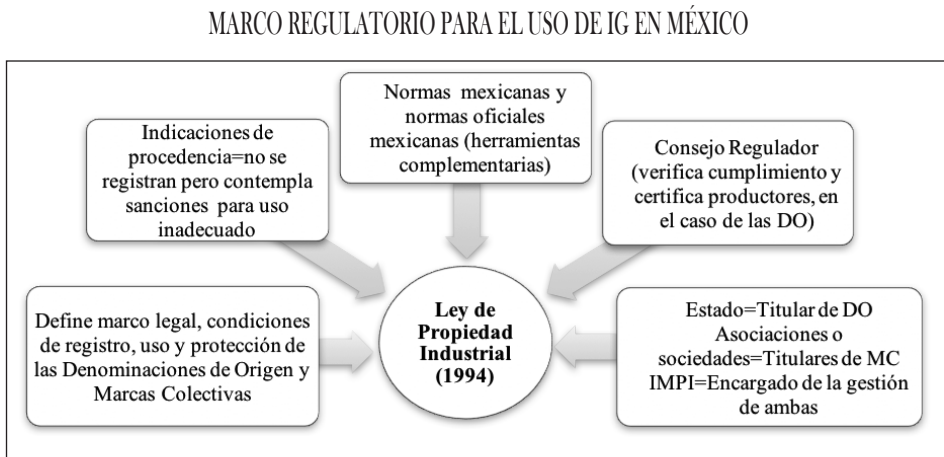 MARCO REGULATORIO PARA EL USO DE IG EN MÉXICO
Normas mexicanas y
normas oficiales
mexicanas (herramientas
complementarias)
Indicaciones de
procedencia=no se
registran pero contempla
sanciones para uso
inadecuado
Consejo Regulador
(verifica cumplimiento y
certifica productores, en
el caso de las DO)
Define marco legal, condiciones
de registro, uso y protección de
las Denominaciones de Origen y
Marcas Colectivas
Ley de
Propiedad
Industrial
(1994)
Estado=Titular de DO
Asociaciones o
sociedades=Titulares de MC
IMPI=Encargado de la gestión
de ambas